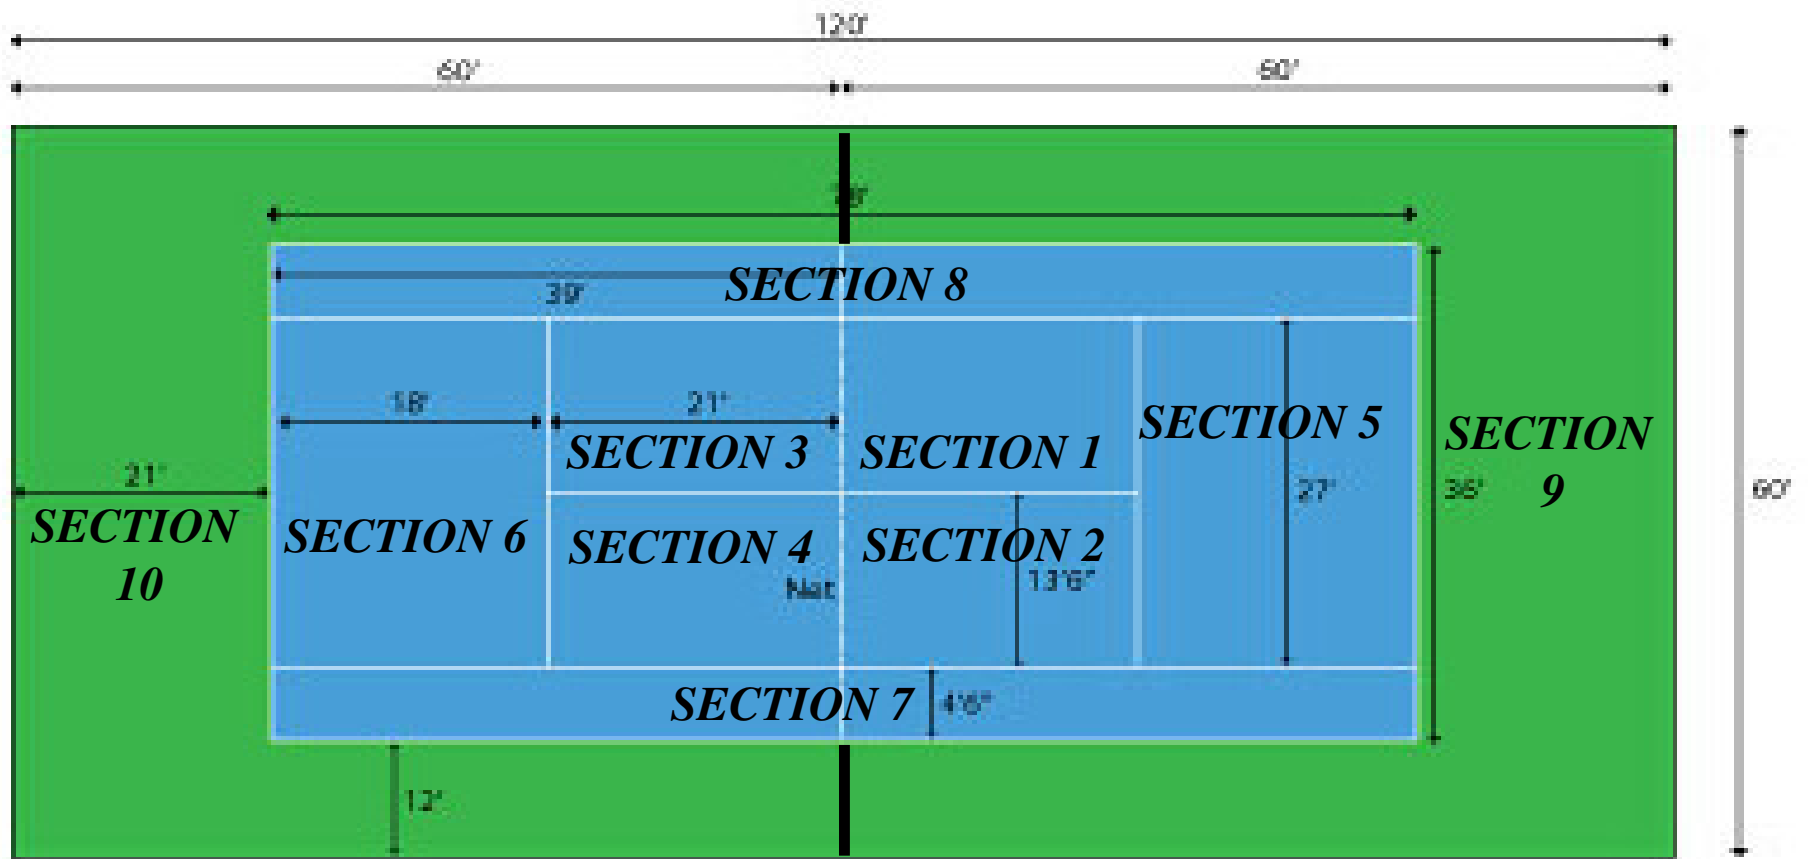 120'
60' 60'
SECTION 8
39'
18' 21'
SECTION 3 SECTION 1 SECTION 5 SECTION
9
21' 27' 36' 60'
SECTION
10
SECTION 6 SECTION 4 SECTION 2
Net 13'6"
SECTION 7 4'6"
12'